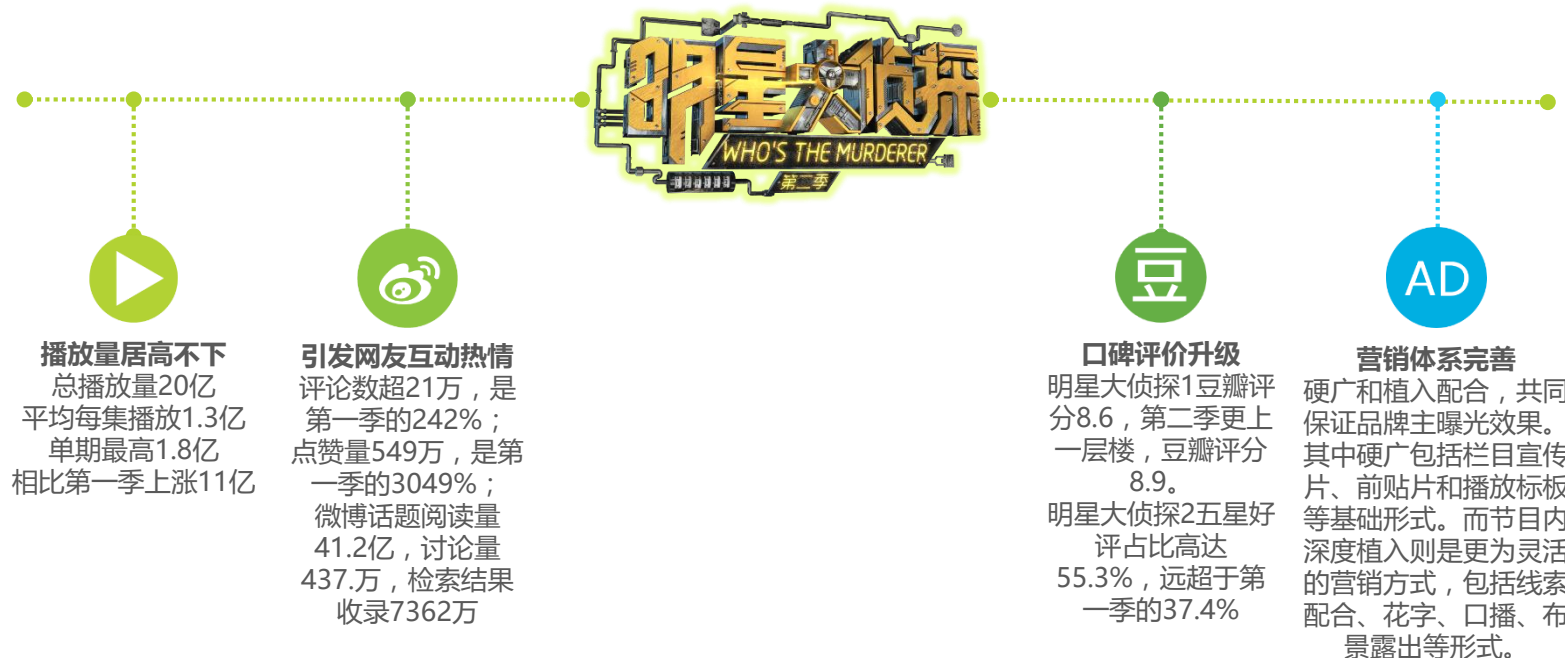 明星大侦探
WHO'S THE MURDERER
第二季
播放量居高不下
总播放量20亿
平均每集播放1.3亿
单期最高1.8亿
相比第一季上涨11亿
引发网友互动热情
评论数超21万，是
第一季的242%；
点赞量549万，是第
一季的3049%；
微博话题阅读量
41.2亿，讨论量
437.万，检索结果
收录7362万
豆
口碑评价升级
明星大侦探1豆瓣评
分8.6，第二季更上
一层楼，豆瓣评分
8.9。
明星大侦探2五星好
评占比高达
55.3%，远超于第
一季的37.4%
AD
营销体系完善
硬广和植入配合，共同
保证品牌主曝光效果。
其中硬广包括栏目宣传
片、前贴片和播放标板
等基础形式。而节目内
深度植入则是更为灵活
的营销方式，包括线索
配合、花字、口播、布
景露出等形式。